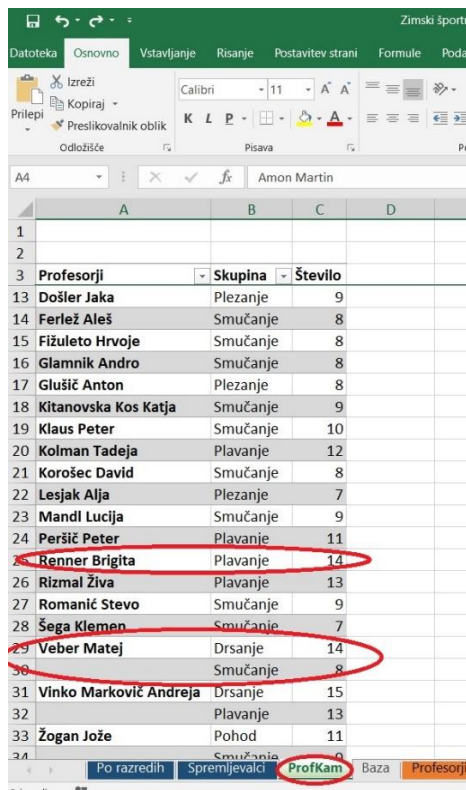 Zimski športn
Datoteka Osnovno Vstavljanje Risanje Postavitev strani Formule Poda
Prilepi
Izreži
Kopiraj
Preslikovalnik oblik
Calibri 11 A A
K L P A
Odložišče Pisava
A4 fx Amon Martin
A B C D
1
2
3 Profesorji Skupina Število
13 Došler Jaka Plezanje 9
14 Ferlež Aleš Smučanje 8
15 Fižuleto Hrvoje Smučanje 8
16 Glamnik Andro Smučanje 8
17 Glušič Anton Plezanje 8
18 Kitanovska Kos Katja Smučanje 9
19 Klaus Peter Smučanje 10
20 Kolman Tadeja Plavanje 12
21 Korošec David Smučanje 8
22 Lesjak Alja Plezanje 7
23 Mandl Lucija Smučanje 9
24 Peršič Peter Plavanje 11
25 Renner Brigita Plavanje 14
26 Rizmal Živa Plavanje 13
27 Romanić Stevo Smučanje 9
28 Šega Klemen Smučanje 7
29 Veber Matej Drsanje 14
30 Smučanje 8
31 Vinko Markovič Andreja Drsanje 15
32 Plavanje 13
33 Žogan Jože Pohod 11
34 Smučanje 9
Po razredih Spremljevalci ProfKam Baza Profesorji